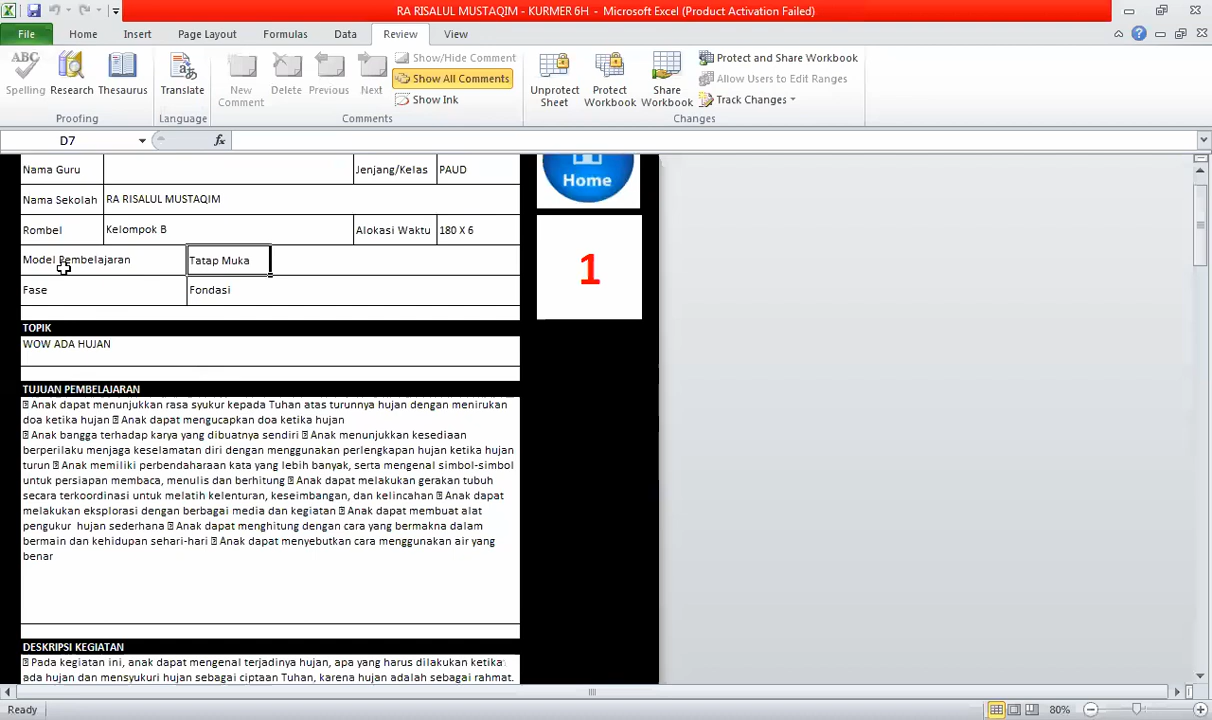 RA RISALUL MUSTAQIM - KURMER 6H - Microsoft Excel (Product Activation Failed)
File Home Insert Page Layout Formulas Data Review View
ABC
Spelling Research Thesaurus
Proofing
Translate
Language
New Comment Delete Previous Next
Show/Hide Comment
Show All Comments
Show Ink
Comments
Unprotect Sheet Protect Workbook Share Workbook
Protect and Share Workbook
Allow Users to Edit Ranges
Track Changes
Changes
D7 fx
Nama Guru Jenjang/Kelas PAUD
Home
Nama Sekolah RA RISALUL MUSTAQIM
Rombel Kelompok B Alokasi Waktu 180 X 6
Model Pembelajaran Tatap Muka
1
Fase Fondasi
TOPIK
WOW ADA HUJAN
TUJUAN PEMBELAJARAN
Anak dapat menunjukkan rasa syukur kepada Tuhan atas turunnya hujan dengan menirukan
doa ketika hujan Anak dapat mengucapkan doa ketika hujan
Anak bangga terhadap karya yang dibuatnya sendiri Anak menunjukkan kesediaan
berperilaku menjaga keselamatan diri dengan menggunakan perlengkapan hujan ketika hujan
turun Anak memiliki perbendaharaan kata yang lebih banyak, serta mengenal simbol-simbol
untuk persiapan membaca, menulis dan berhitung Anak dapat melakukan gerakan tubuh
secara terkoordinasi untuk melatih kelenturan, keseimbangan, dan kelincahan Anak dapat
melakukan eksplorasi dengan berbagai media dan kegiatan Anak dapat membuat alat
pengukur hujan sederhana Anak dapat menghitung dengan cara yang bermakna dalam
bermain dan kehidupan sehari-hari Anak dapat menyebutkan cara menggunakan air yang
benar
DESKRIPSI KEGIATAN
Pada kegiatan ini, anak dapat mengenal terjadinya hujan, apa yang harus dilakukan ketika
ada hujan dan mensyukuri hujan sebagai ciptaan Tuhan, karena hujan adalah sebagai rahmat.
Ready 80%